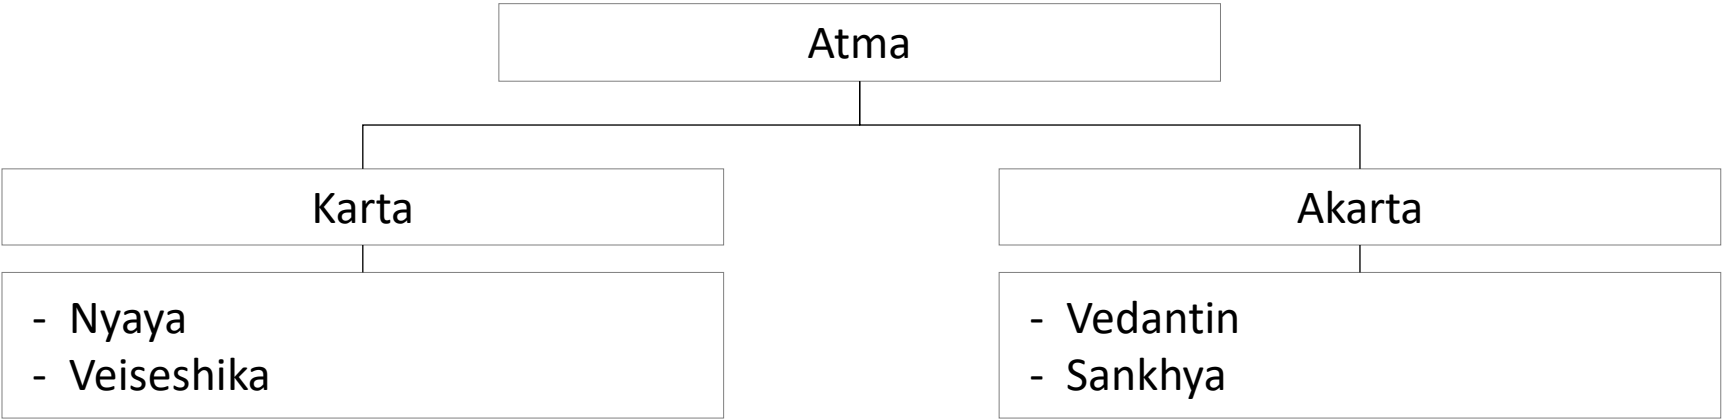 Atma
Karta
Akarta
- Nyaya
- Veiseshika
- Vedantin
- Sankhya